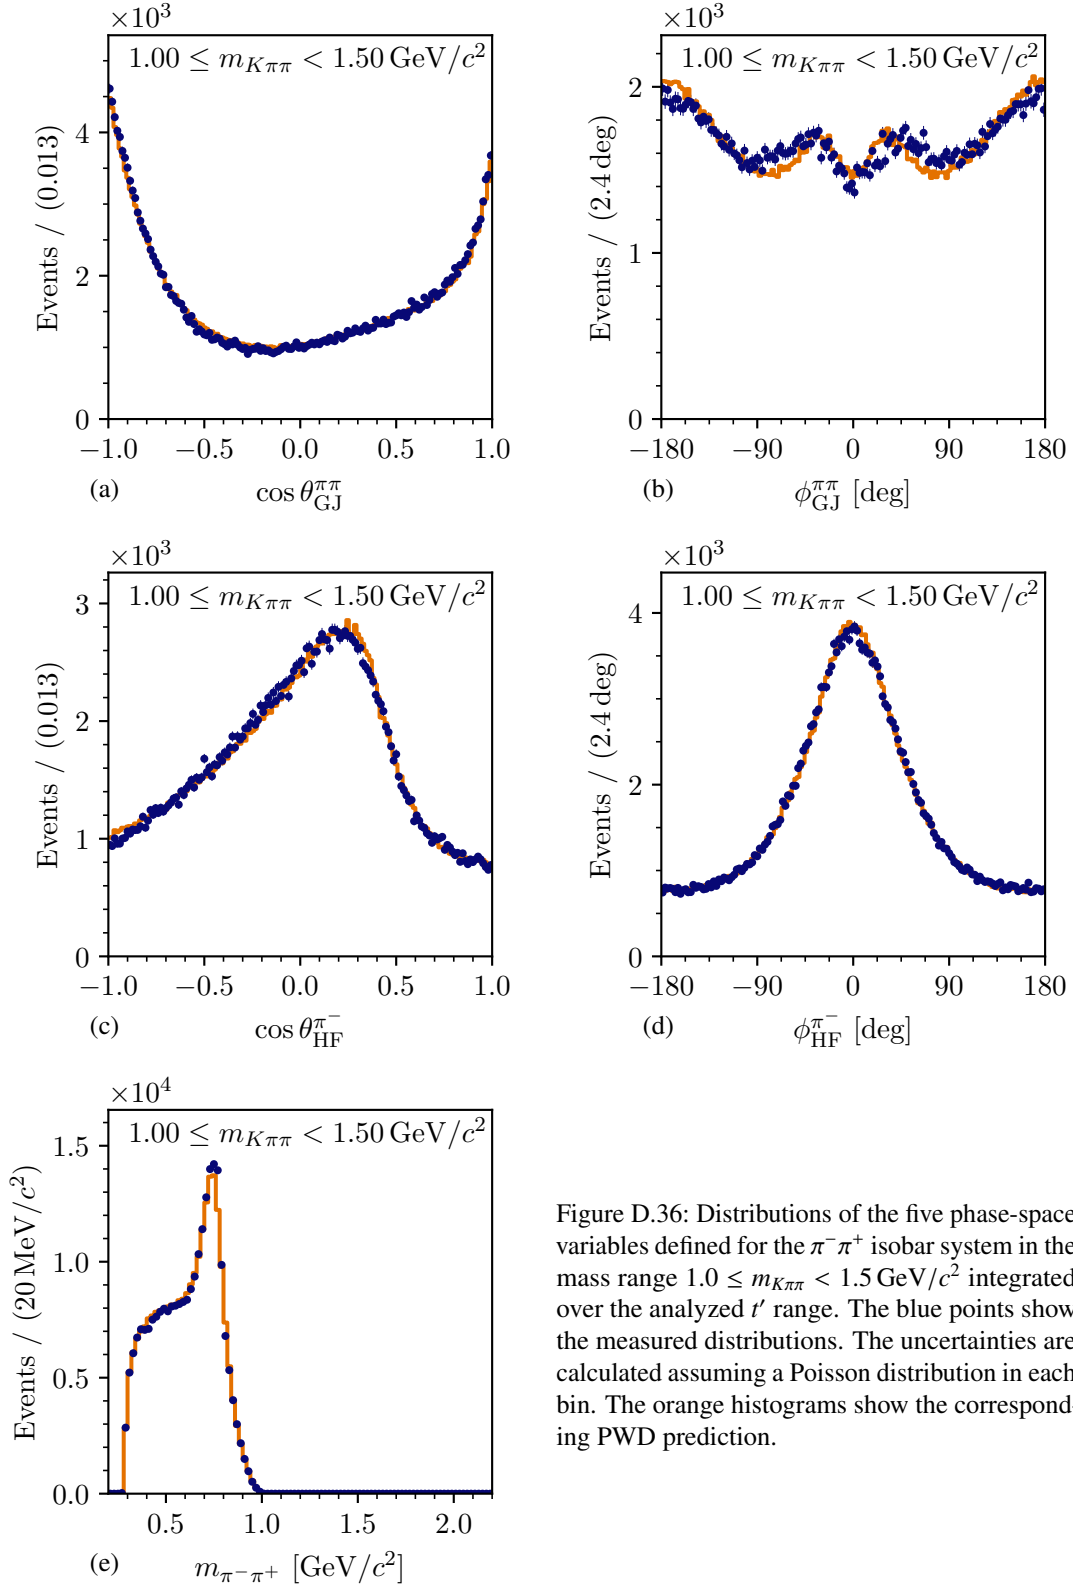 ×10³ ×10³
1.00 ≤ m_{Kππ} < 1.50 GeV/c² 1.00 ≤ m_{Kππ} < 1.50 GeV/c²
Events / (0.013) Events / (2.4 deg)
4
2
0
2
1
0
−1.0 −0.5 0.0 0.5 1.0 −180 −90 0 90 180
(a) cos θ_{GJ}^{ππ} (b) ϕ_{GJ}^{ππ} [deg]
×10³ ×10³
1.00 ≤ m_{Kππ} < 1.50 GeV/c² 1.00 ≤ m_{Kππ} < 1.50 GeV/c²
Events / (0.013) Events / (2.4 deg)
3
2
1
0
4
2
0
−1.0 −0.5 0.0 0.5 1.0 −180 −90 0 90 180
(c) cos θ_{HF}^{π⁻} (d) ϕ_{HF}^{π⁻} [deg]
×10⁴
1.00 ≤ m_{Kππ} < 1.50 GeV/c²
Events / (20 MeV/c²)
1.5
1.0
0.5
0.0
0.5 1.0 1.5 2.0
(e) m_{π⁻π⁺} [GeV/c²]
Figure D.36: Distributions of the five phase-space
variables defined for the π⁻π⁺ isobar system in the
mass range 1.0 ≤ m_{Kππ} < 1.5 GeV/c² integrated
over the analyzed t′ range. The blue points show
the measured distributions. The uncertainties are
calculated assuming a Poisson distribution in each
bin. The orange histograms show the correspond-
ing PWD prediction.